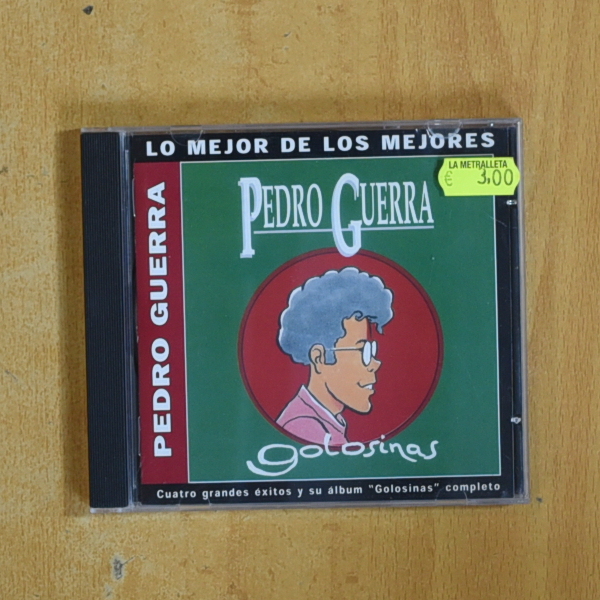 LO MEJOR DE LOS MEJORES
LA METRALLETA
€ 3.00
PEDRO GUERRA
PEDRO GUERRA
golosinas
Cuatro grandes éxitos y su álbum "Golosinas" completo